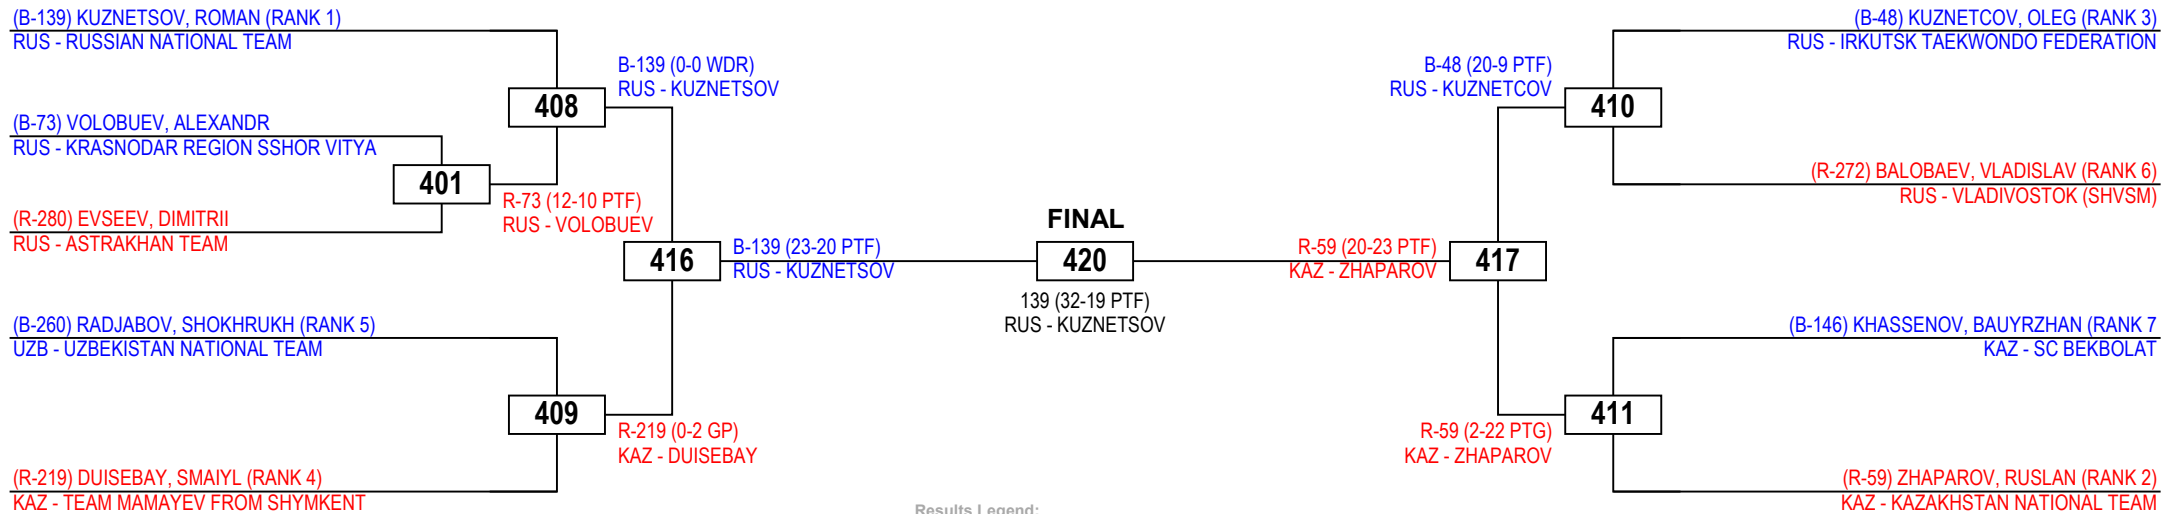 (B-139) KUZNETSOV, ROMAN (RANK 1)
RUS - RUSSIAN NATIONAL TEAM
(B-73) VOLOBUEV, ALEXANDR
RUS - KRASNODAR REGION SSHOR VITYA
(R-280) EVSEEV, DIMITRII
RUS - ASTRAKHAN TEAM
(B-260) RADJABOV, SHOKHRUKH (RANK 5)
UZB - UZBEKISTAN NATIONAL TEAM
(R-219) DUISEBAY, SMAIYL (RANK 4)
KAZ - TEAM MAMAYEV FROM SHYMKENT
401
R-73 (12-10 PTF)
RUS - VOLOBUEV
408
B-139 (0-0 WDR)
RUS - KUZNETSOV
409
R-219 (0-2 GP)
KAZ - DUISEBAY
416
B-139 (23-20 PTF)
RUS - KUZNETSOV
FINAL
420
139 (32-19 PTF)
RUS - KUZNETSOV
R-59 (20-23 PTF)
KAZ - ZHAPAROV
417
B-48 (20-9 PTF)
RUS - KUZNETCOV
410
R-59 (2-22 PTG)
KAZ - ZHAPAROV
411
(B-48) KUZNETCOV, OLEG (RANK 3)
RUS - IRKUTSK TAEKWONDO FEDERATION
(R-272) BALOBAEV, VLADISLAV (RANK 6)
RUS - VLADIVOSTOK (SHVSM)
(B-146) KHASSENOV, BAUYRZHAN (RANK 7
KAZ - SC BEKBOLAT
(R-59) ZHAPAROV, RUSLAN (RANK 2)
KAZ - KAZAKHSTAN NATIONAL TEAM
Results Legend: